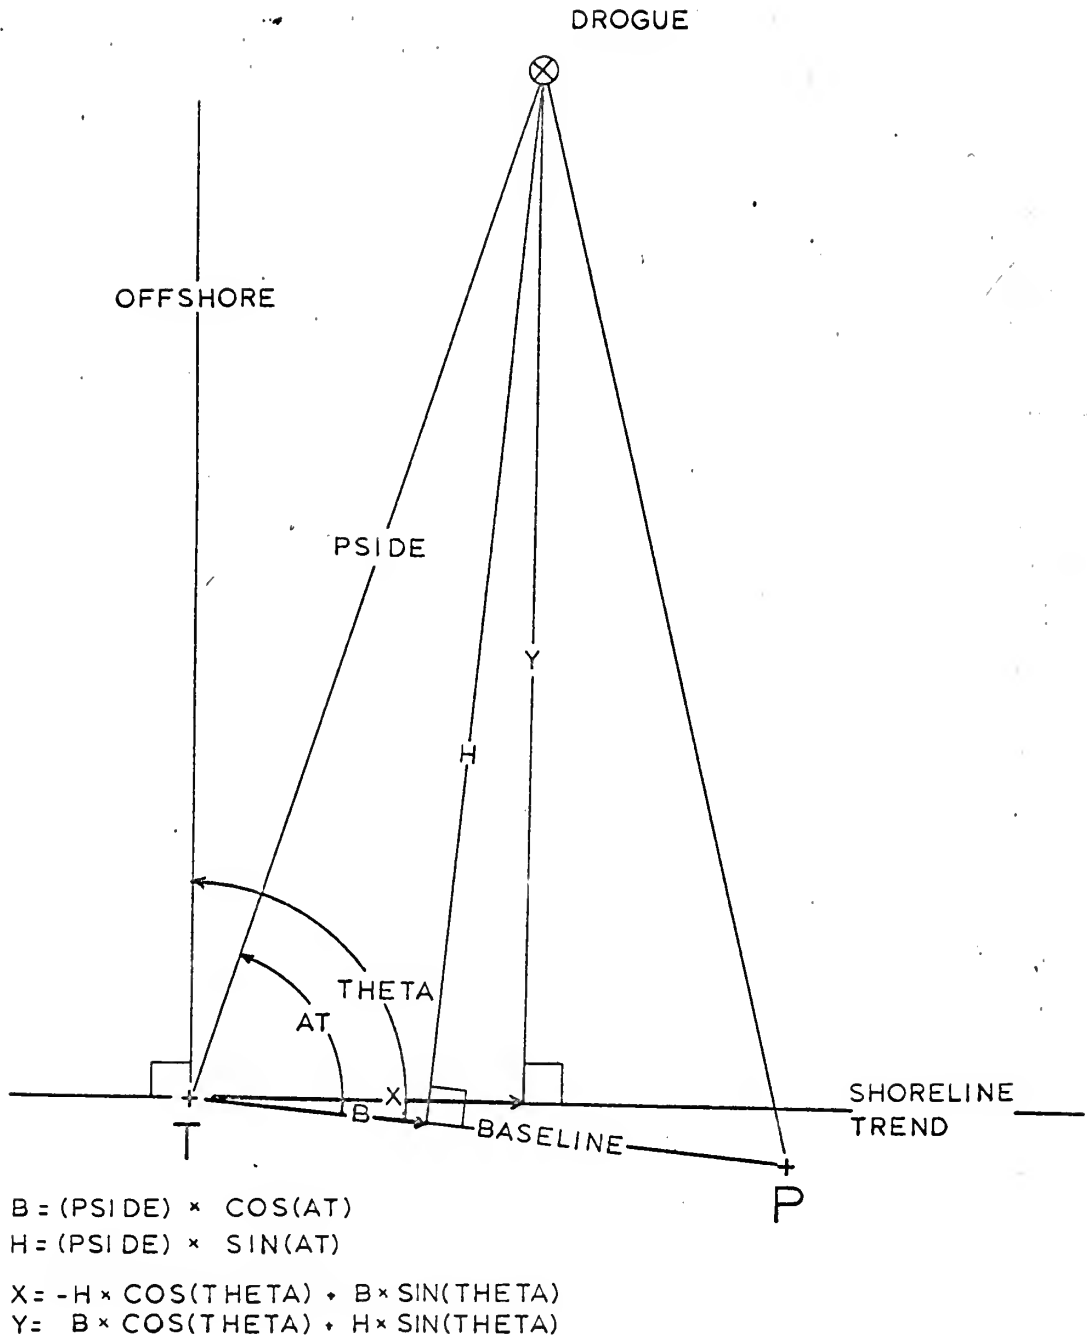 DROGUE
OFFSHORE
PSIDE
Y
H
THETA
AT
X
B
BASELINE
SHORELINE
TREND
T
P
B = (PSIDE) × COS(AT)
H = (PSIDE) × SIN(AT)
X = -H × COS(THETA) + B × SIN(THETA)
Y = B × COS(THETA) + H × SIN(THETA)